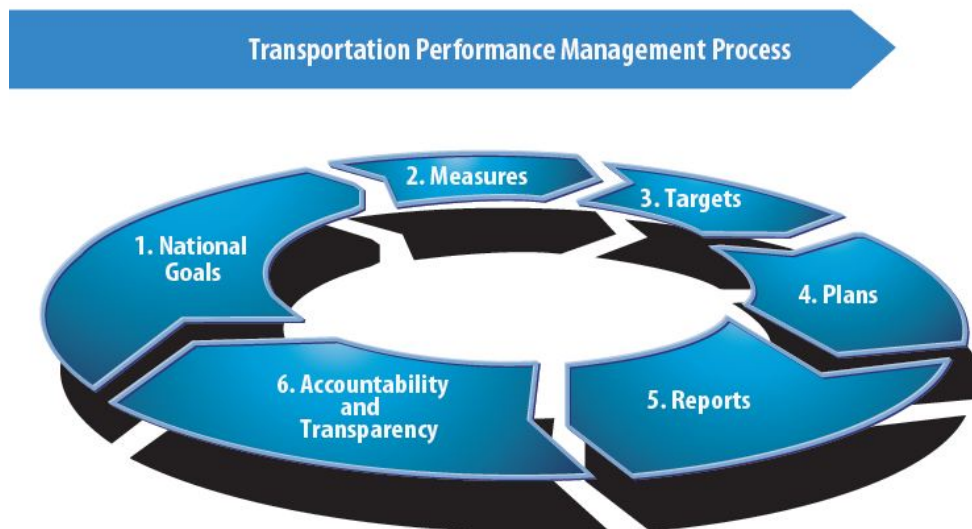 Transportation Performance Management Process
1. National
Goals
2. Measures
3. Targets
4. Plans
5. Reports
6. Accountability
and
Transparency